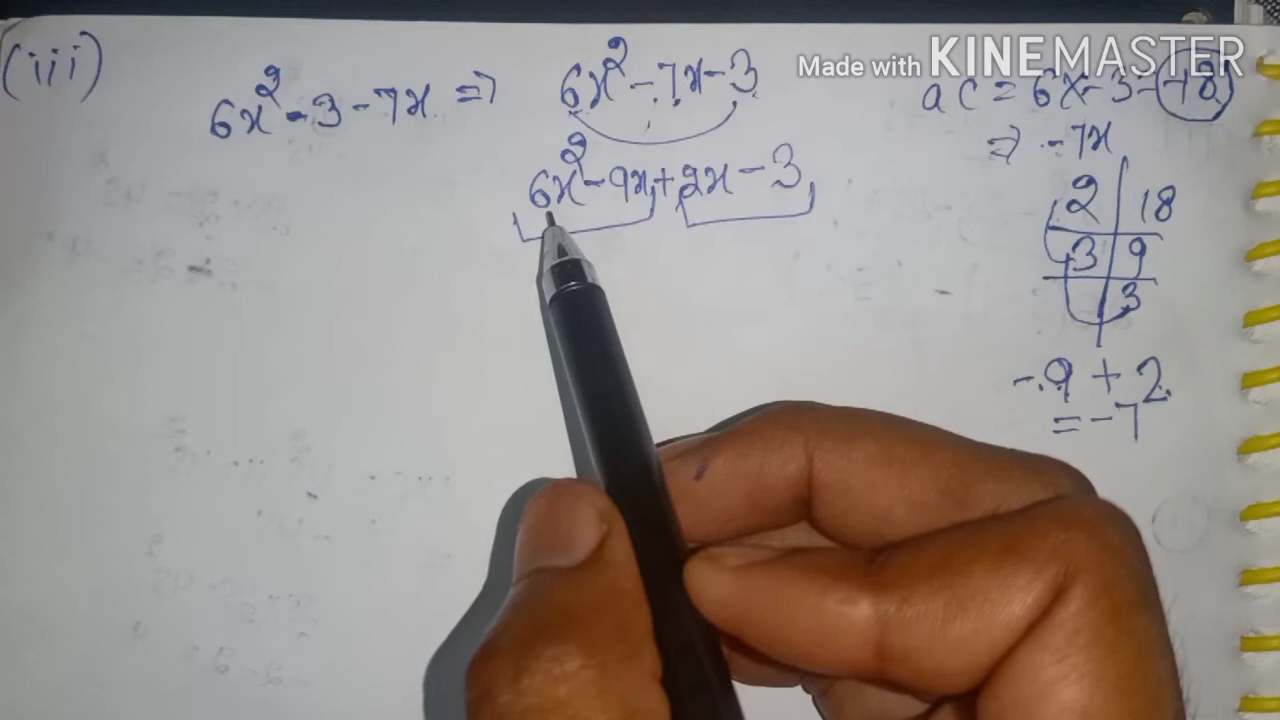 (iii)
6x² - 3 - 7x ⇒ 6x² - 7x - 3
6x² - 9x + 2x - 3
Made with KINEMASTER
ac = 6x-3=-18
⇒ -7x
2 | 18
3 | 9
3
-9 + 2
= -7